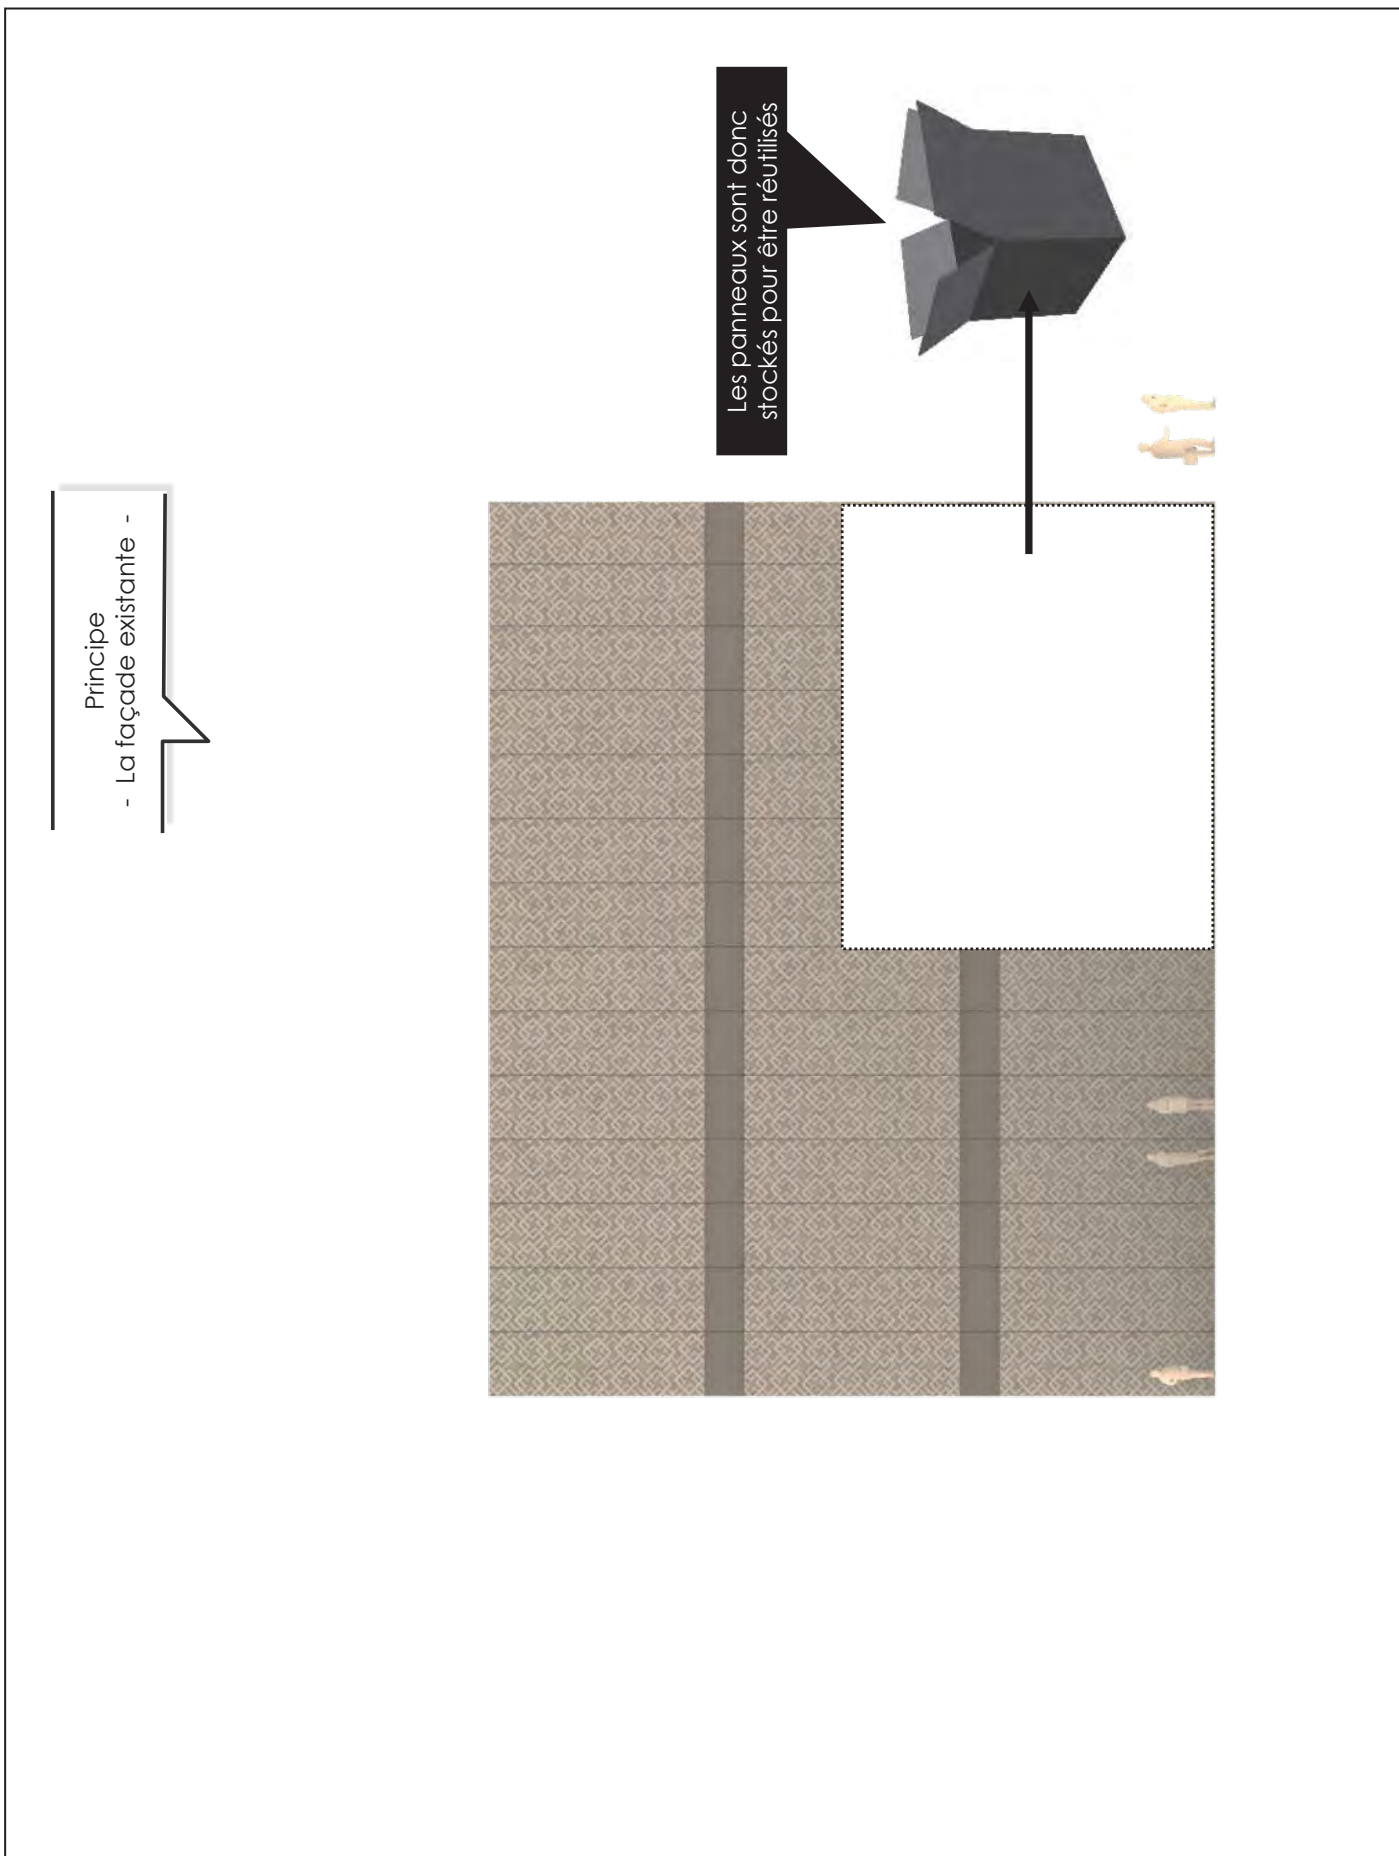 Principe
- La façade existante -
Les panneaux sont donc
stockés pour être réutilisés